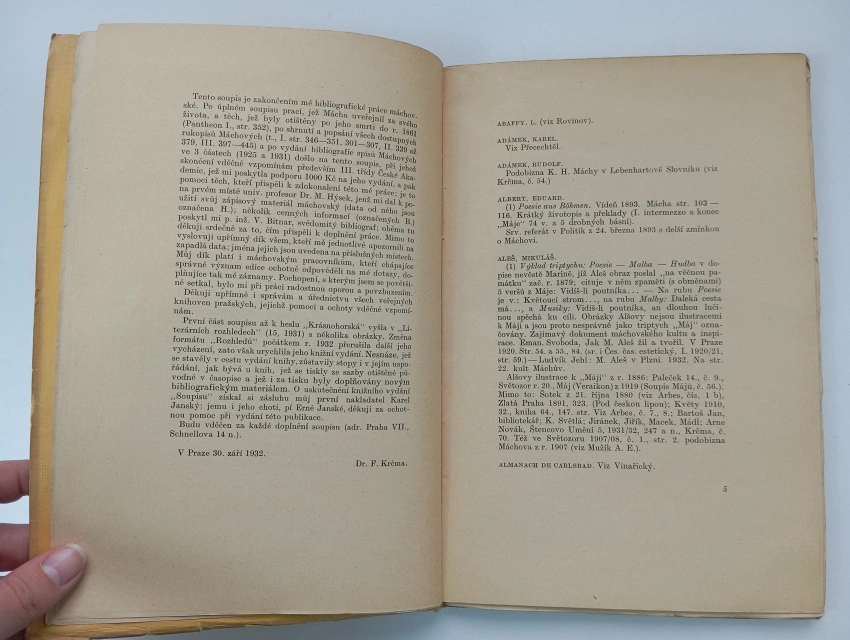 Tento soupis je zakončením mé bibliografické práce máchov-
ské. Po úplném soupisu prací, jež Mácha uveřejnil za svého
života, a těch, jež byly otištěny po jeho smrti do r. 1861
(Pantheon I., str. 352), po shrnutí a popsání všech dostupných
rukopisů Máchových (t., I. str. 346—351, 301—307, II. 339 až
379, III. 397—445) a po vydání bibliografie spisů Máchových
ve 3 částech (1925 a 1931) došlo na tento soupis, při jehož
skončení vděčně vzpomínám především III. třídy České Aka-
demie, jež mi poskytla podporu 1000 Kč na jeho vydání, a pak
pomoci těch, kteří přispěli k zdokonalení této mé práce; je to
na prvém místě univ. profesor Dr. M. Hýsek, jenž mi dal k po-
užití svůj zápisový materiál máchovský (data od něho jsou
označena H.); několik cenných informací (označených B.)
poskytl mi p. inž. V. Bitnar, svědomitý bibliograf; oběma tu
děkuji srdečně za to, čím přispěli k doplnění práce. Mimo to
vyslovuji upřímný dík všem, kteří mě jednotlivě upozornili na
zapadlá data; jména jejich jsou uvedena na příslušných místech.
Můj dík platí i máchovským pracovníkům, kteří chápajíce
správně význam edice ochotně odpověděli na mé dotazy, do-
plňujíce tak mé záznamy. Pochopení, s kterým jsem se povětši-
ně setkal, bylo mi při práci radostnou oporou a povzbuzením.
Děkuji upřímně i správám a úřednictvu všech veřejných
knihoven pražských, jejichž pomoci a ochoty vděčně vzpomí-
nám.
První část soupisu až k heslu „Krásnohorská“ vyšla v „Li-
terárních rozhledech“ (15, 1931) s několika obrázky. Změna
formátu „Rozhledů“ počátkem r. 1932 přerušila další jeho
vycházení, zato však urychlila jeho knižní vydání. Nesnáze, jež
se stavěly v cestu vydání knihy, zůstavily stopy i v jejím uspo-
řádání, jak bývá u knih, jež se tiskly ze sazby otištěné pů-
vodně v časopise a jež i za tisku byly doplňovány novým
bibliografickým materiálem. O uskutečnění knižního vydání
„Soupisu“ získal si zásluhu můj první nakladatel Karel
Janský; jemu i jeho choti, pí Erně Janské, děkuji za ochot-
nou pomoc při vydání této publikace.
Budu vděčen za každé doplnění soupisu (adr. Praha VII.,
Schnellova 14 n.).
V Praze 30. září 1932.
Dr. F. Krčma.
ABAFFY, L. (viz Rovinov).
ADÁMEK, KAREL.
Viz Přecechtěl.
ADÁMEK, RUDOLF.
Podobizna K. H. Máchy v Lebenhartově Slovníku (viz
Krčma, č. 54.)
ALBERT, EDUARD.
(1) Poesie aus Böhmen. Vídeň 1893. Mácha str. 103 —
116. Krátký životopis a překlady (I. intermezzo a konec
„Máje“ 74 v. a 5 drobných básní).
Srv. referát v Politik z 24. března 1893 s delší zmínkou
o Máchovi.
ALEŠ, MIKULÁŠ.
(1) Výklad triptychu: Poesie — Malba — Hudba v do-
pise nevěstě Marině, jíž Aleš obraz poslal „na věčnou pa-
mátku“ zač. r. 1879; cituje v něm zpaměti (s obměnami)
5 veršů z Máje: Vidíš-li poutníka... — Na rubu Poesie
je v.: Květoucí strom..., na rubu Malby: Daleká cesta
má..., a Musiky: Vidíš-li poutníka, an dlouhou luči-
nou spěchá ku cíli. Obrázky Alšovy nejsou ilustracemi
k Máji a jsou proto nesprávně jako triptych „Máj“ ozna-
čovány. Zajímavý dokument máchovského kultu a inspi-
race. Eman. Svoboda, Jak M. Aleš žil a tvořil. V Praze
1920. Str. 54, a 55., 84. (sr. i Čes. čas. estetický, I. 1920/21,
str. 59.) — Ludvík Jehl: M. Aleš v Plzni. 1932. Na str.
22. kult Máchův.
Alšovy ilustrace k „Máji“ z r. 1886: Paleček 14., č. 9.,
Světozor r. 20., Máj (Veraikon) z 1919 (Soupis Májů, č. 56.).
Mimo to: Šotek z 21. října 1880 (viz Arbes, čís. 1 b),
Zlatá Praha 1891, 323. (Pod českou lipou); Květy 1910,
32., kniha 64., 147. str. Viz Arbes, č. 7., 8.; Bartoš Jan,
bibliotekář; K. Světlá; Jiránek, Jiřík, Macek, Mádl; Arne
Novák, Štencovo Umění 5, 1931/32, 247 a n., Krčma, č.
70. Též ve Světozoru 1907/08, č. 1., str. 2. podobizna
Máchova z r. 1907 (viz Mužík A. E.).
ALMANACH DE CARLSBAD. Viz Vinařický.
5